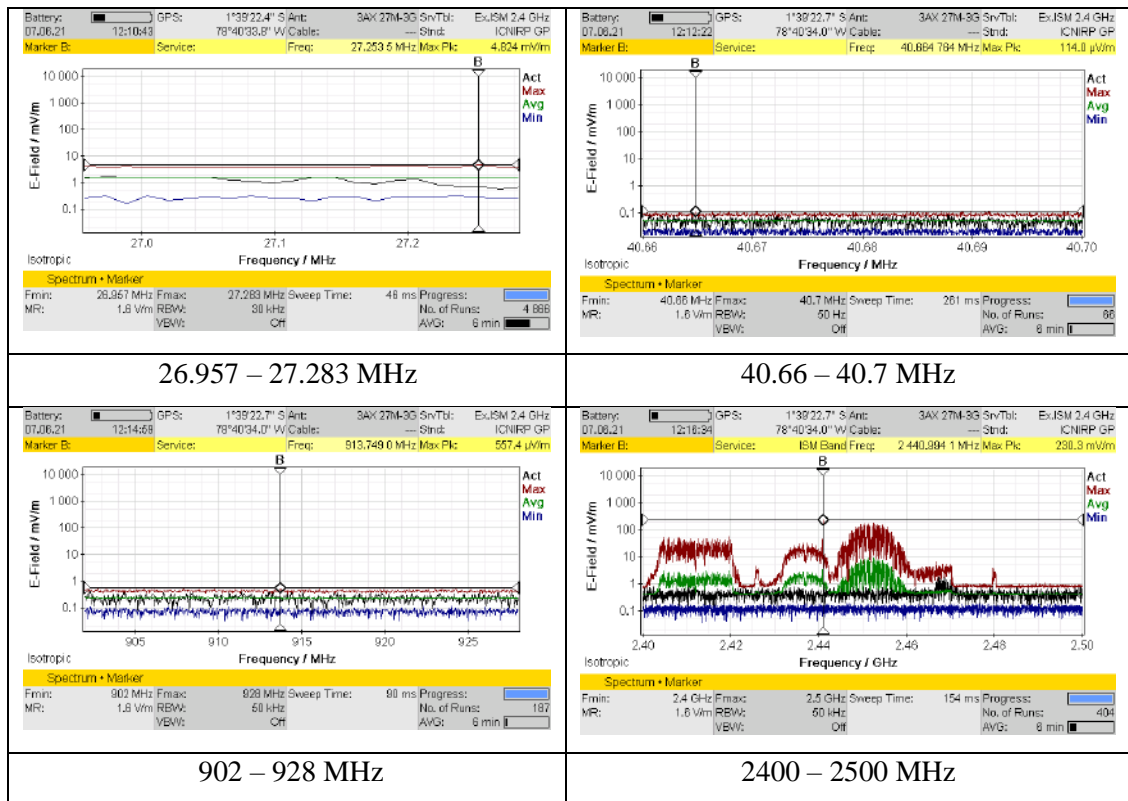 Battery: GPS: 1°39'22.4" S Ant: 3AX 27M-3G Srv/Tbl: Ex.ISM 2.4 GHz
07.06.21 12:10:43 78°40'33.8" W Cable: --- Stnd: ICNIRP GP
Marker B: Service: Freq: 27.253 5 MHz Max Pk: 4.824 mV/m
B
10 000
1 000
100
10
1
0.1
E-Field / mV/m
Act
Max
Avg
Min
27.0 27.1 27.2
Isotropic Frequency / MHz
Spectrum • Marker
Fmin: 26.957 MHz Fmax: 27.283 MHz Sweep Time: 46 ms Progress:
MR: 1.6 V/m RBW: 30 kHz No. of Runs: 4 666
VBW: Off AVG: 6 min
26.957 – 27.283 MHz
Battery: GPS: 1°39'22.7" S Ant: 3AX 27M-3G Srv/Tbl: Ex.ISM 2.4 GHz
07.06.21 12:12:22 78°40'34.0" W Cable: --- Stnd: ICNIRP GP
Marker B: Service: Freq: 40.664 764 MHz Max Pk: 114.0 µV/m
B
10 000
1 000
100
10
1
0.1
E-Field / mV/m
Act
Max
Avg
Min
40.66 40.67 40.68 40.69 40.70
Isotropic Frequency / MHz
Spectrum • Marker
Fmin: 40.66 MHz Fmax: 40.7 MHz Sweep Time: 261 ms Progress:
MR: 1.6 V/m RBW: 50 Hz No. of Runs: 66
VBW: Off AVG: 6 min
40.66 – 40.7 MHz
Battery: GPS: 1°39'22.7" S Ant: 3AX 27M-3G Srv/Tbl: Ex.ISM 2.4 GHz
07.06.21 12:14:58 78°40'34.0" W Cable: --- Stnd: ICNIRP GP
Marker B: Service: Freq: 913.749 0 MHz Max Pk: 557.4 µV/m
B
10 000
1 000
100
10
1
0.1
E-Field / mV/m
Act
Max
Avg
Min
905 910 915 920 925
Isotropic Frequency / MHz
Spectrum • Marker
Fmin: 902 MHz Fmax: 928 MHz Sweep Time: 90 ms Progress:
MR: 1.6 V/m RBW: 50 kHz No. of Runs: 187
VBW: Off AVG: 6 min
902 – 928 MHz
Battery: GPS: 1°39'22.7" S Ant: 3AX 27M-3G Srv/Tbl: Ex.ISM 2.4 GHz
07.06.21 12:16:34 78°40'34.0" W Cable: --- Stnd: ICNIRP GP
Marker B: Service: ISM Band Freq: 2 440.994 1 MHz Max Pk: 230.3 mV/m
B
10 000
1 000
100
10
1
0.1
E-Field / mV/m
Act
Max
Avg
Min
2.40 2.42 2.44 2.46 2.48 2.50
Isotropic Frequency / GHz
Spectrum • Marker
Fmin: 2.4 GHz Fmax: 2.5 GHz Sweep Time: 154 ms Progress:
MR: 1.6 V/m RBW: 50 kHz No. of Runs: 404
VBW: Off AVG: 6 min
2400 – 2500 MHz